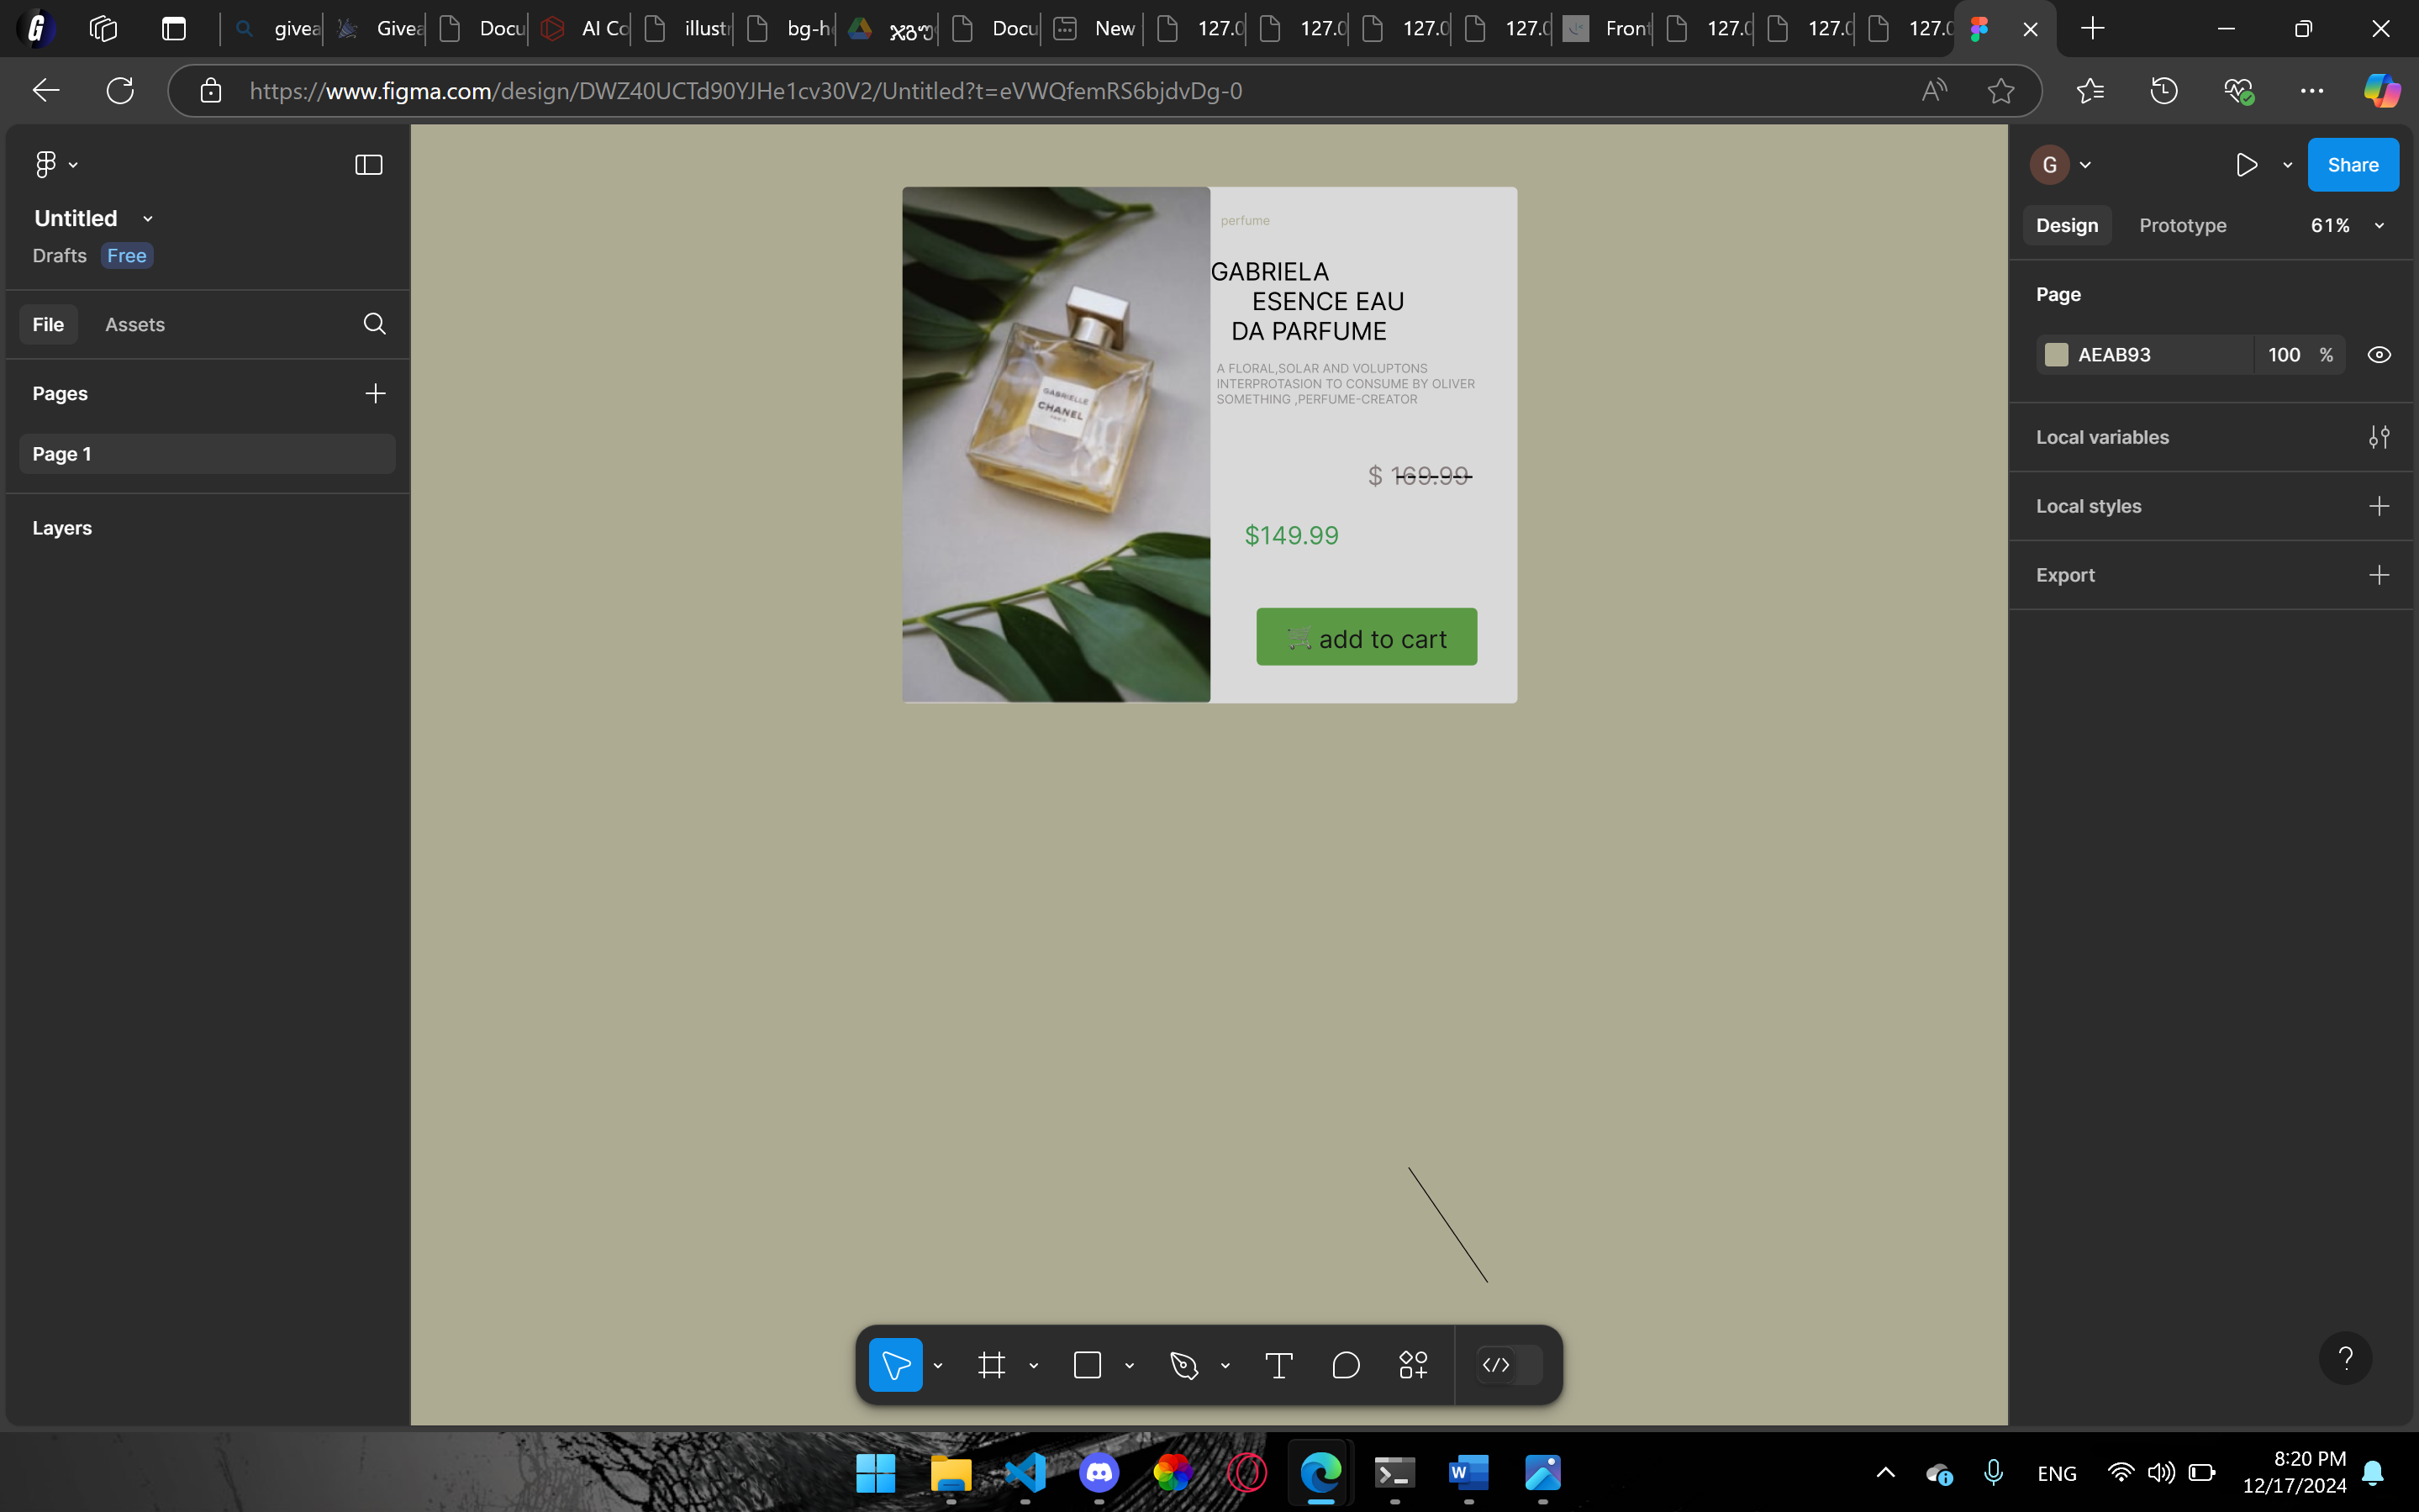 givea
Givea
Docu
AI Co
illustr
bg-h
Docu
New
127.0
127.0
127.0
127.0
Front
127.0
127.0
127.0
https://www.figma.com/design/DWZ40UCTd90YJHe1cv30V2/Untitled?t=eVWQfemRS6bjdvDg-0
Untitled
Drafts Free
File Assets
Pages
Page 1
Layers
perfume
GABRIELA
ESENCE EAU
DA PARFUME
A FLORAL,SOLAR AND VOLUPTONS
INTERPROTASION TO CONSUME BY OLIVER
SOMETHING ,PERFUME-CREATOR
$ 169.99
$149.99
🛒 add to cart
GABRIELLE
CHANEL
PARIS
G
Share
Design Prototype 61%
Page
AEAB93 100 %
Local variables
Local styles
Export
?
ENG
8:20 PM
12/17/2024